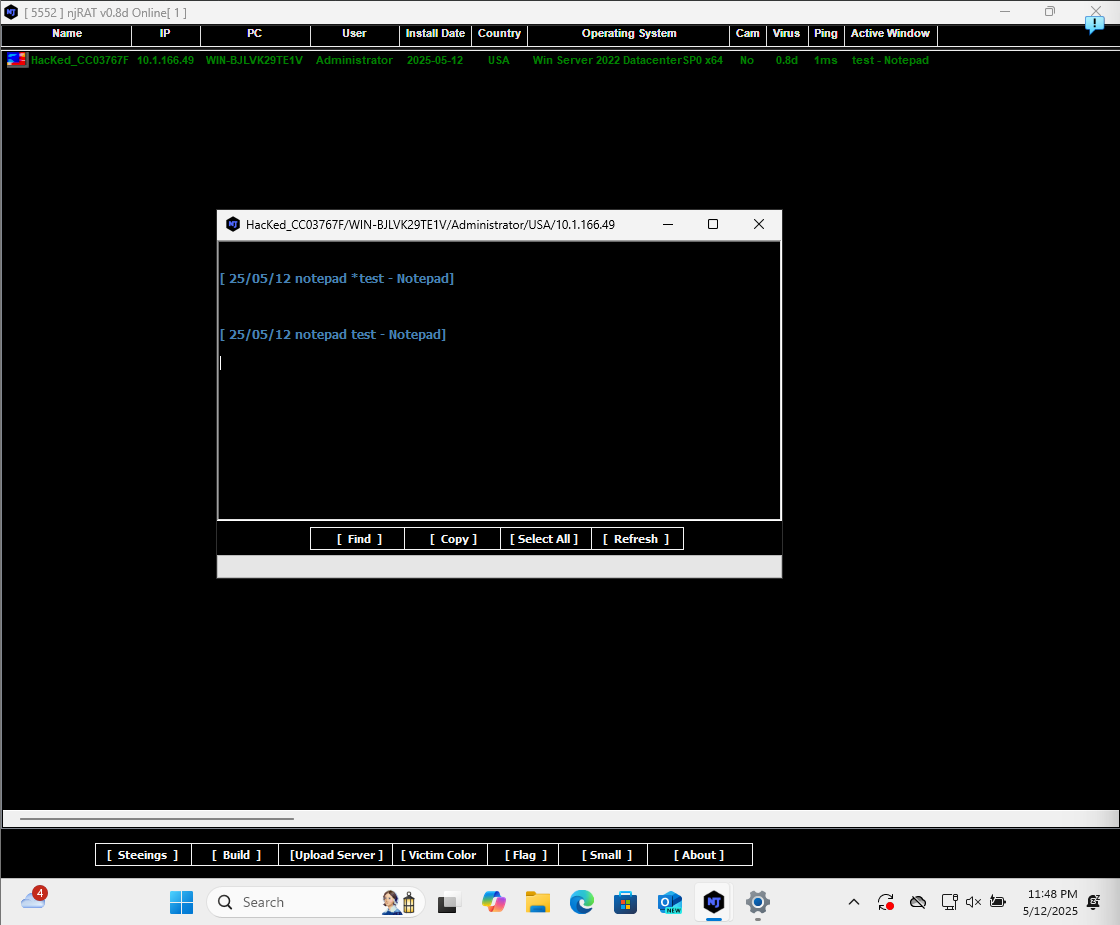 [ 5552 ] njRAT v0.8d Online[ 1 ]
Name IP PC User Install Date Country Operating System Cam Virus Ping Active Window
HacKed_CC03767F 10.1.166.49 WIN-BJLVK29TE1V Administrator 2025-05-12 USA Win Server 2022 DatacenterSP0 x64 No 0.8d 1ms test - Notepad
HacKed_CC03767F/WIN-BJLVK29TE1V/Administrator/USA/10.1.166.49
[ 25/05/12 notepad *test - Notepad]
[ 25/05/12 notepad test - Notepad]
[ Find ] [ Copy ] [ Select All ] [ Refresh ]
[ Steeings ] [ Build ] [Upload Server ] [ Victim Color [ Flag ] [ Small ] [ About ]
4
Search
NEW
NJ
11:48 PM
5/12/2025